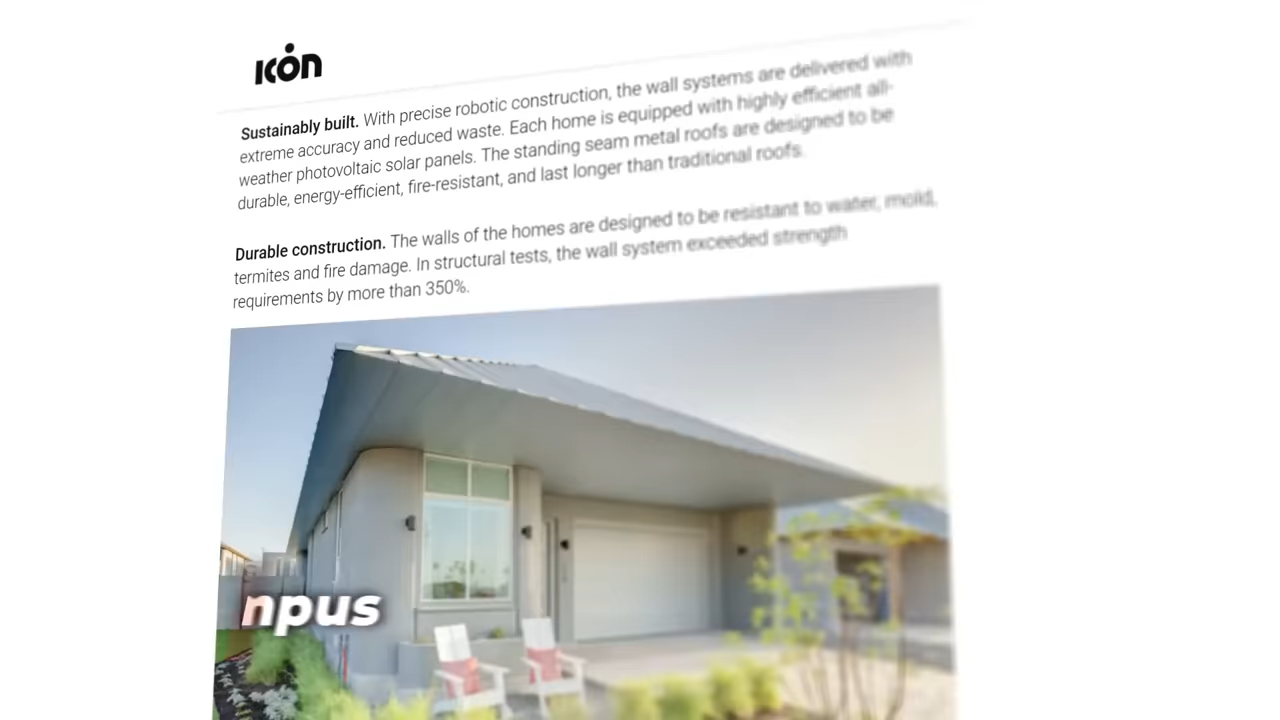 ICON
Sustainably built. With precise robotic construction, the wall systems are delivered with
extreme accuracy and reduced waste. Each home is equipped with highly efficient all-
weather photovoltaic solar panels. The standing seam metal roofs are designed to be
durable, energy-efficient, fire-resistant, and last longer than traditional roofs.
Durable construction. The walls of the homes are designed to be resistant to water, mold,
termites and fire damage. In structural tests, the wall system exceeded strength
requirements by more than 350%.
npus